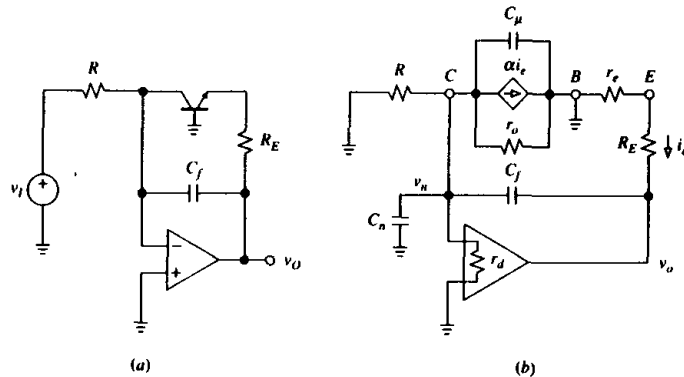 R
v_I
+
C_f
R_E
−
+
v_O
(a)
C_μ
R
C
αi_e
B
r_e
E
r_o
R_E
i_e
C_f
v_n
C_n
r_d
v_o
(b)